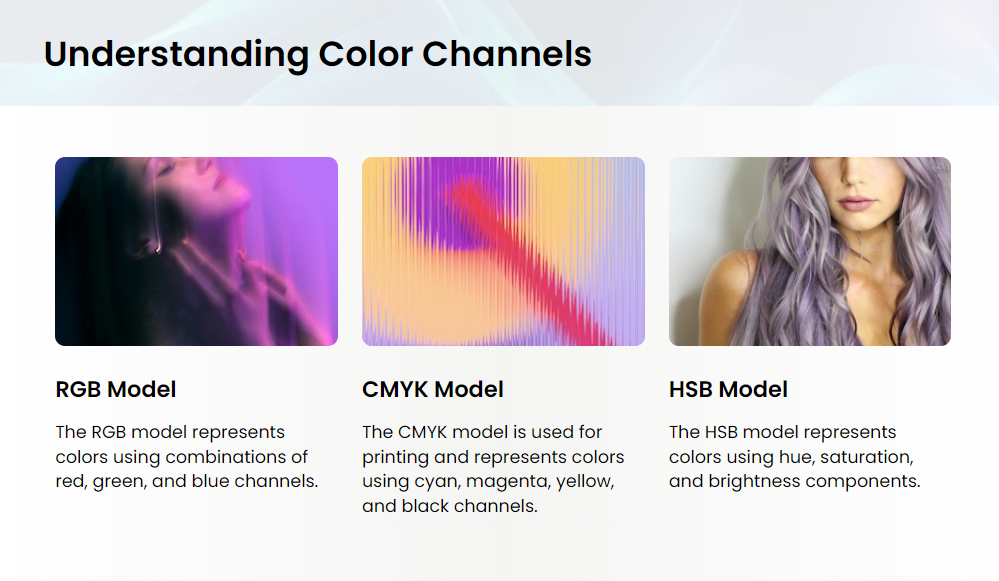 Understanding Color Channels
RGB Model
The RGB model represents
colors using combinations of
red, green, and blue channels.
CMYK Model
The CMYK model is used for
printing and represents colors
using cyan, magenta, yellow,
and black channels.
HSB Model
The HSB model represents
colors using hue, saturation,
and brightness components.